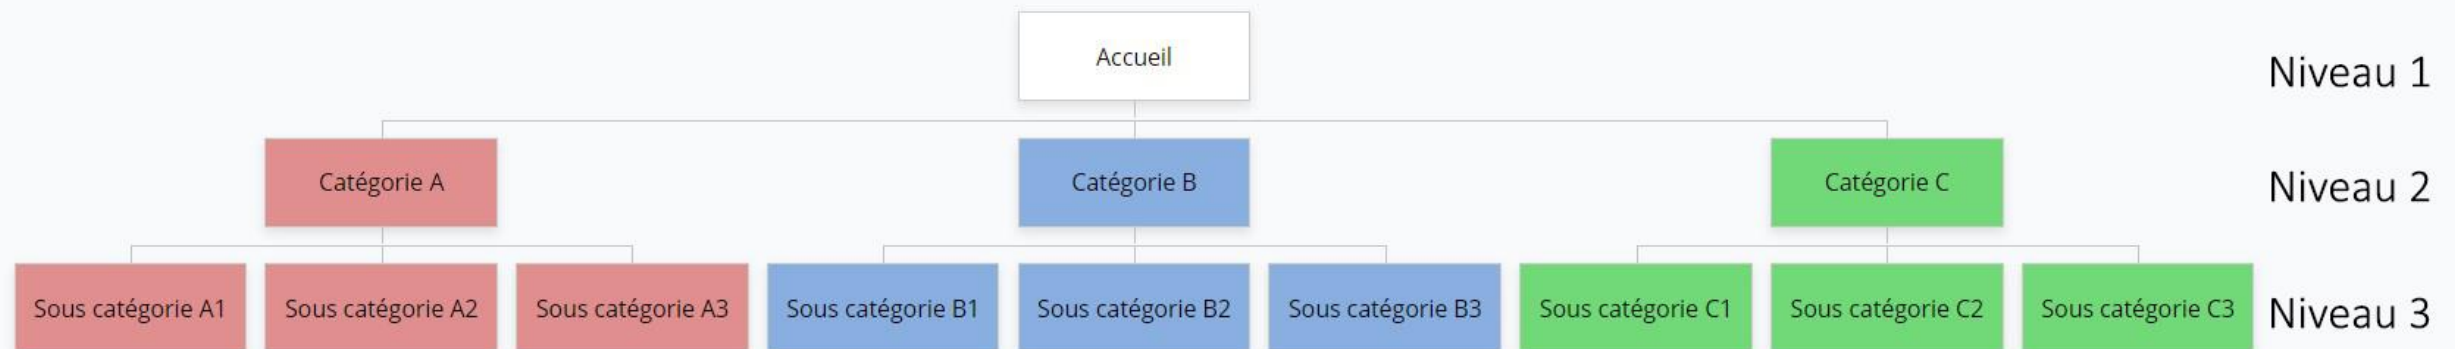 Accueil
Niveau 1
Catégorie A
Catégorie B
Catégorie C
Niveau 2
Sous catégorie A1
Sous catégorie A2
Sous catégorie A3
Sous catégorie B1
Sous catégorie B2
Sous catégorie B3
Sous catégorie C1
Sous catégorie C2
Sous catégorie C3
Niveau 3